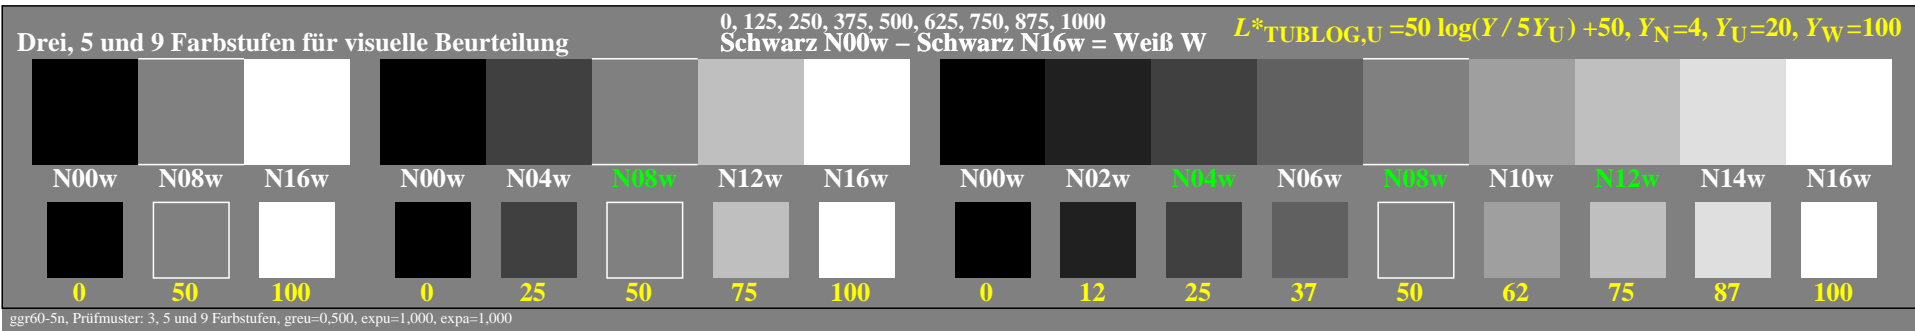 0, 125, 250, 375, 500, 625, 750, 875, 1000
Drei, 5 und 9 Farbstufen für visuelle Beurteilung
Schwarz N00w – Schwarz N16w = Weiß W
L*TUBLOG,U =50 log(Y / 5YU) +50, YN=4, YU=20, YW=100
N00w N08w N16w N00w N04w N08w N12w N16w N00w N02w N04w N06w N08w N10w N12w N14w N16w
0 50 100 0 25 50 75 100 0 12 25 37 50 62 75 87 100
ggr60-5n, Prüfmuster: 3, 5 und 9 Farbstufen, greu=0,500, expu=1,000, expa=1,000